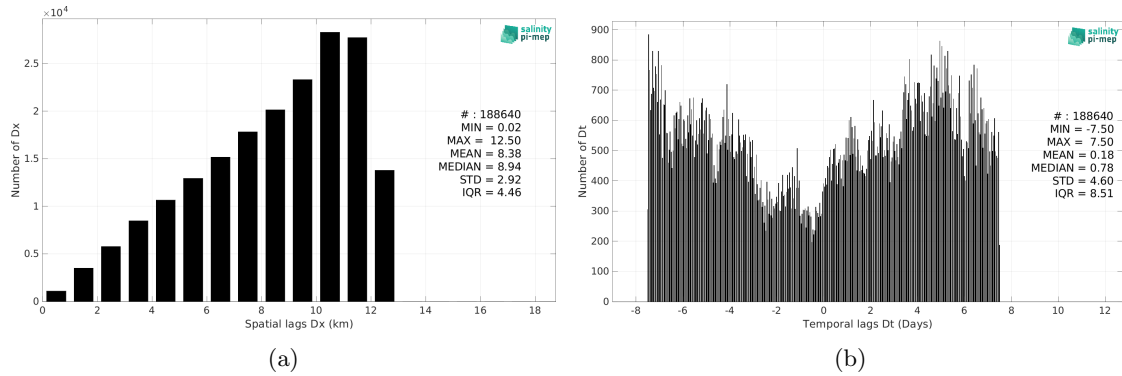 ×10⁴
2.5
2
1.5
1
0.5
0
Number of Dx
0 2 4 6 8 10 12 14 16 18
Spatial lags Dx (km)
salinity
pi-mep
# : 188640
MIN = 0.02
MAX = 12.50
MEAN = 8.38
MEDIAN = 8.94
STD = 2.92
IQR = 4.46
(a)
900
800
700
600
500
400
300
200
100
0
Number of Dt
-8 -6 -4 -2 0 2 4 6 8 10 12
Temporal lags Dt (Days)
salinity
pi-mep
# : 188640
MIN = -7.50
MAX = 7.50
MEAN = 0.18
MEDIAN = 0.78
STD = 4.60
IQR = 8.51
(b)